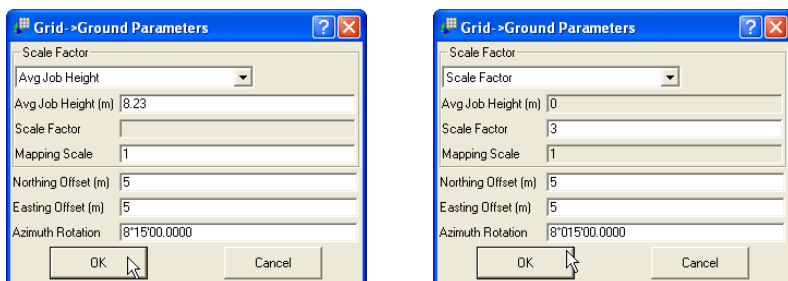 Grid->Ground Parameters
Scale Factor
Avg Job Height
Avg Job Height (m) 8.23
Scale Factor
Mapping Scale 1
Northing Offset (m) 5
Easting Offset (m) 5
Azimuth Rotation 8°15'00.0000
OK Cancel
Grid->Ground Parameters
Scale Factor
Scale Factor
Avg Job Height (m) 0
Scale Factor 3
Mapping Scale 1
Northing Offset (m) 5
Easting Offset (m) 5
Azimuth Rotation 8°015'00.0000
OK Cancel